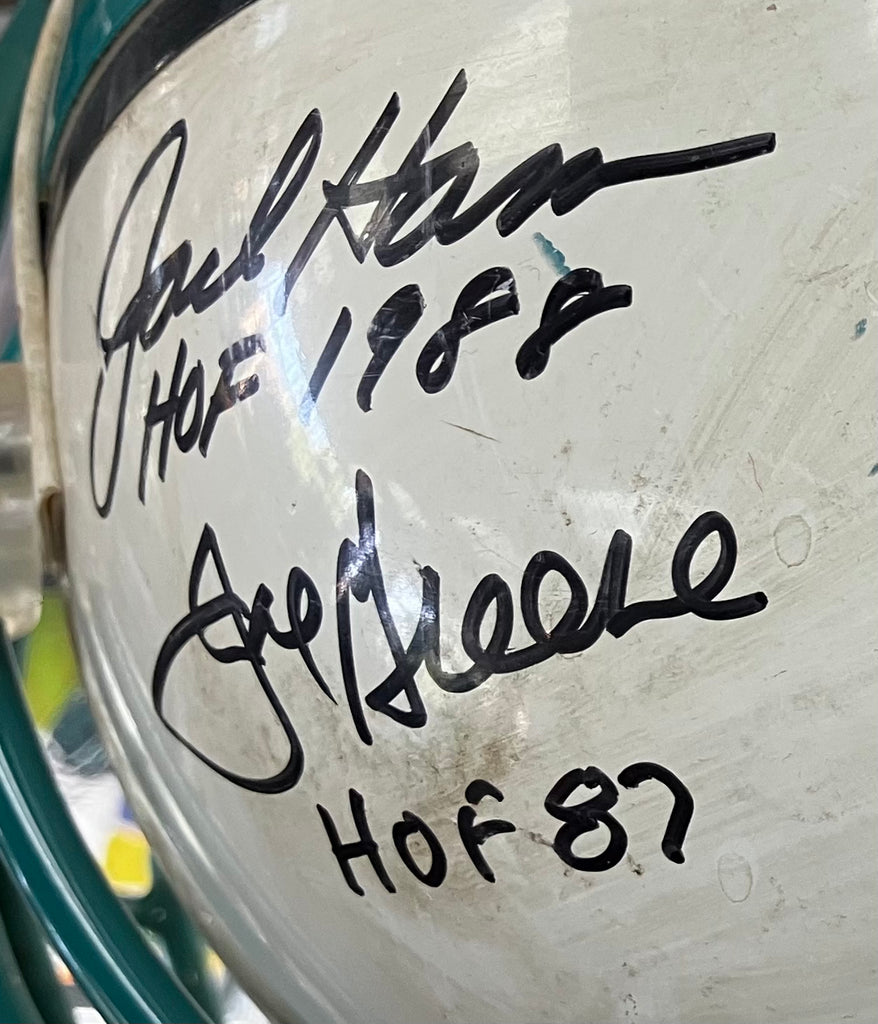 Jack Ham
HOF 1988
Joe Greene
HOF 87